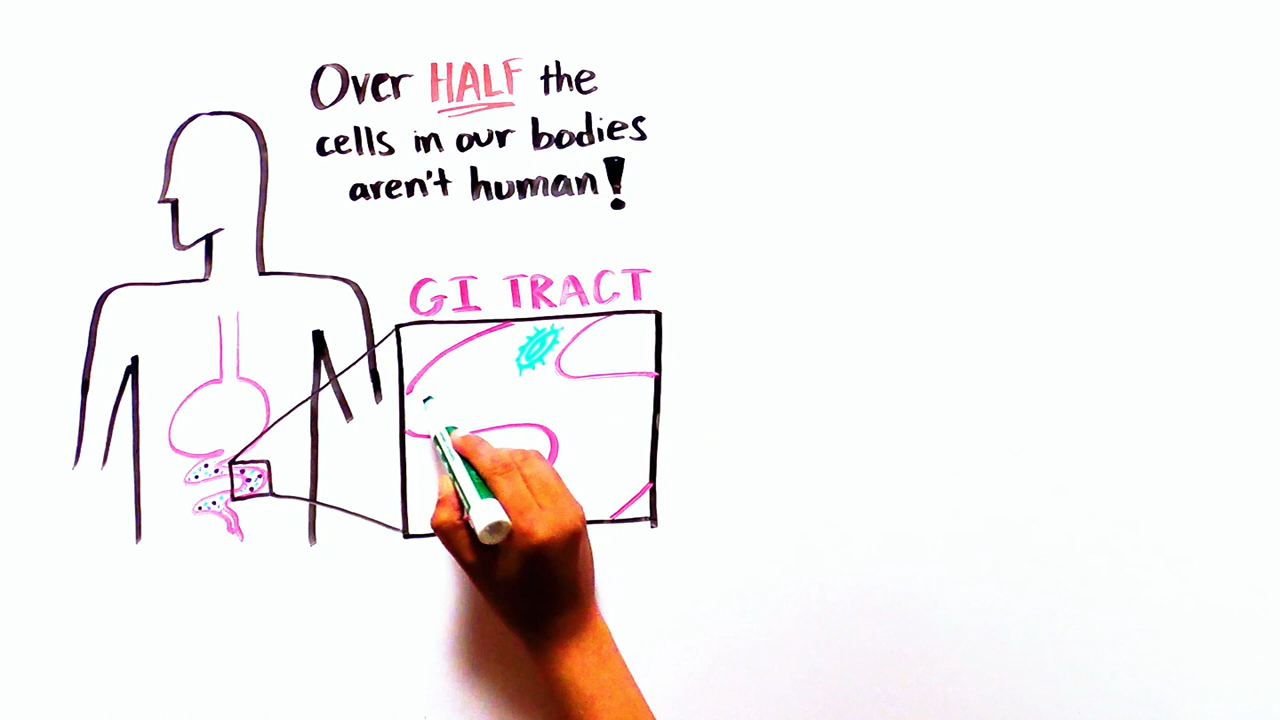 Over HALF the
cells in our bodies
aren't human!
GI TRACT